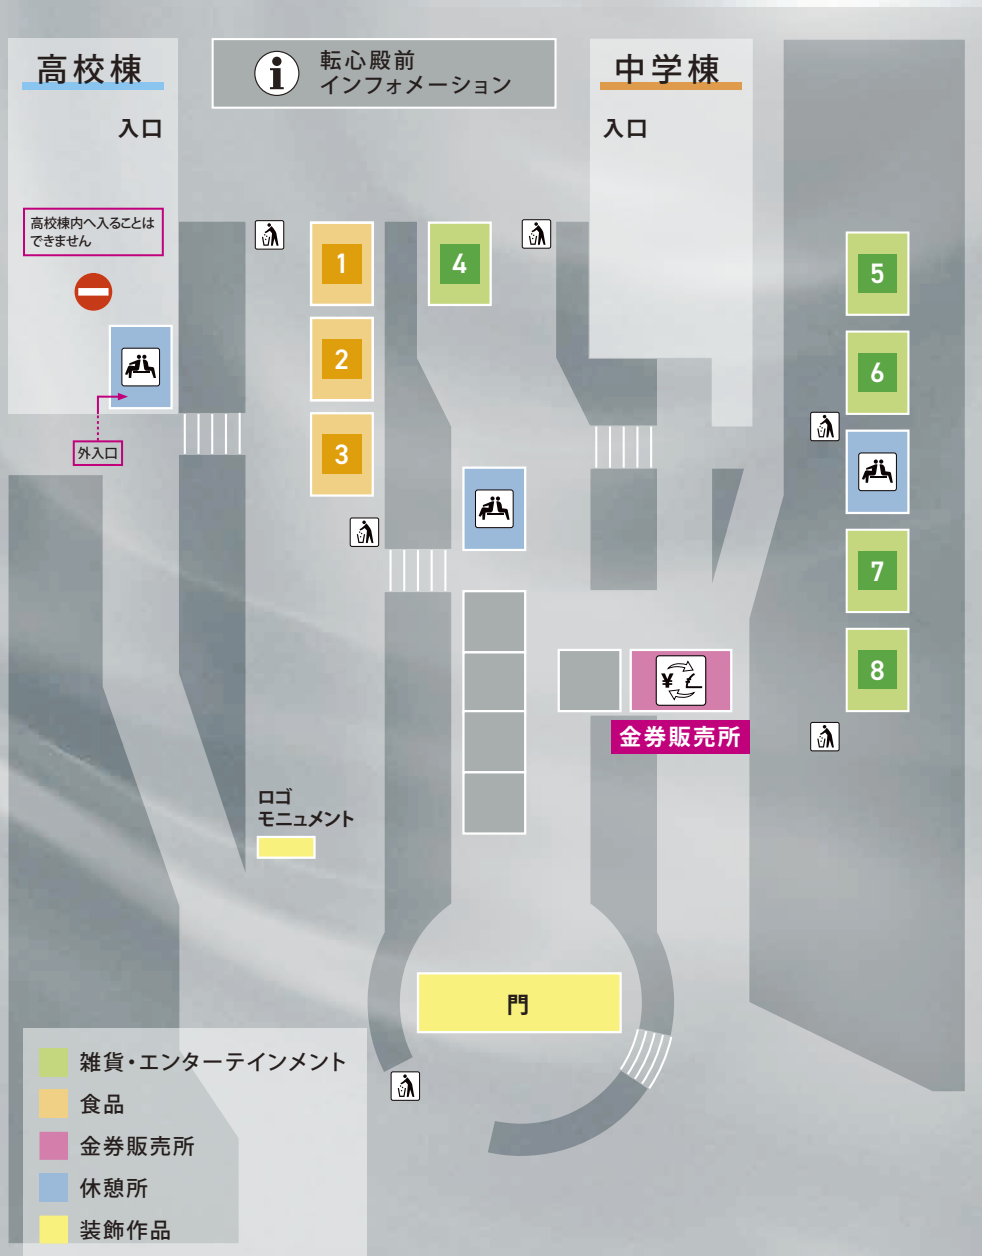 高校棟
入口
転心殿前
インフォメーション
中学棟
入口
高校棟内へ入ることは
できません
外入口
1
2
3
4
5
6
7
8
¥
金券販売所
ロゴ
モニュメント
門
雑貨・エンターテインメント
食品
金券販売所
休憩所
装飾作品